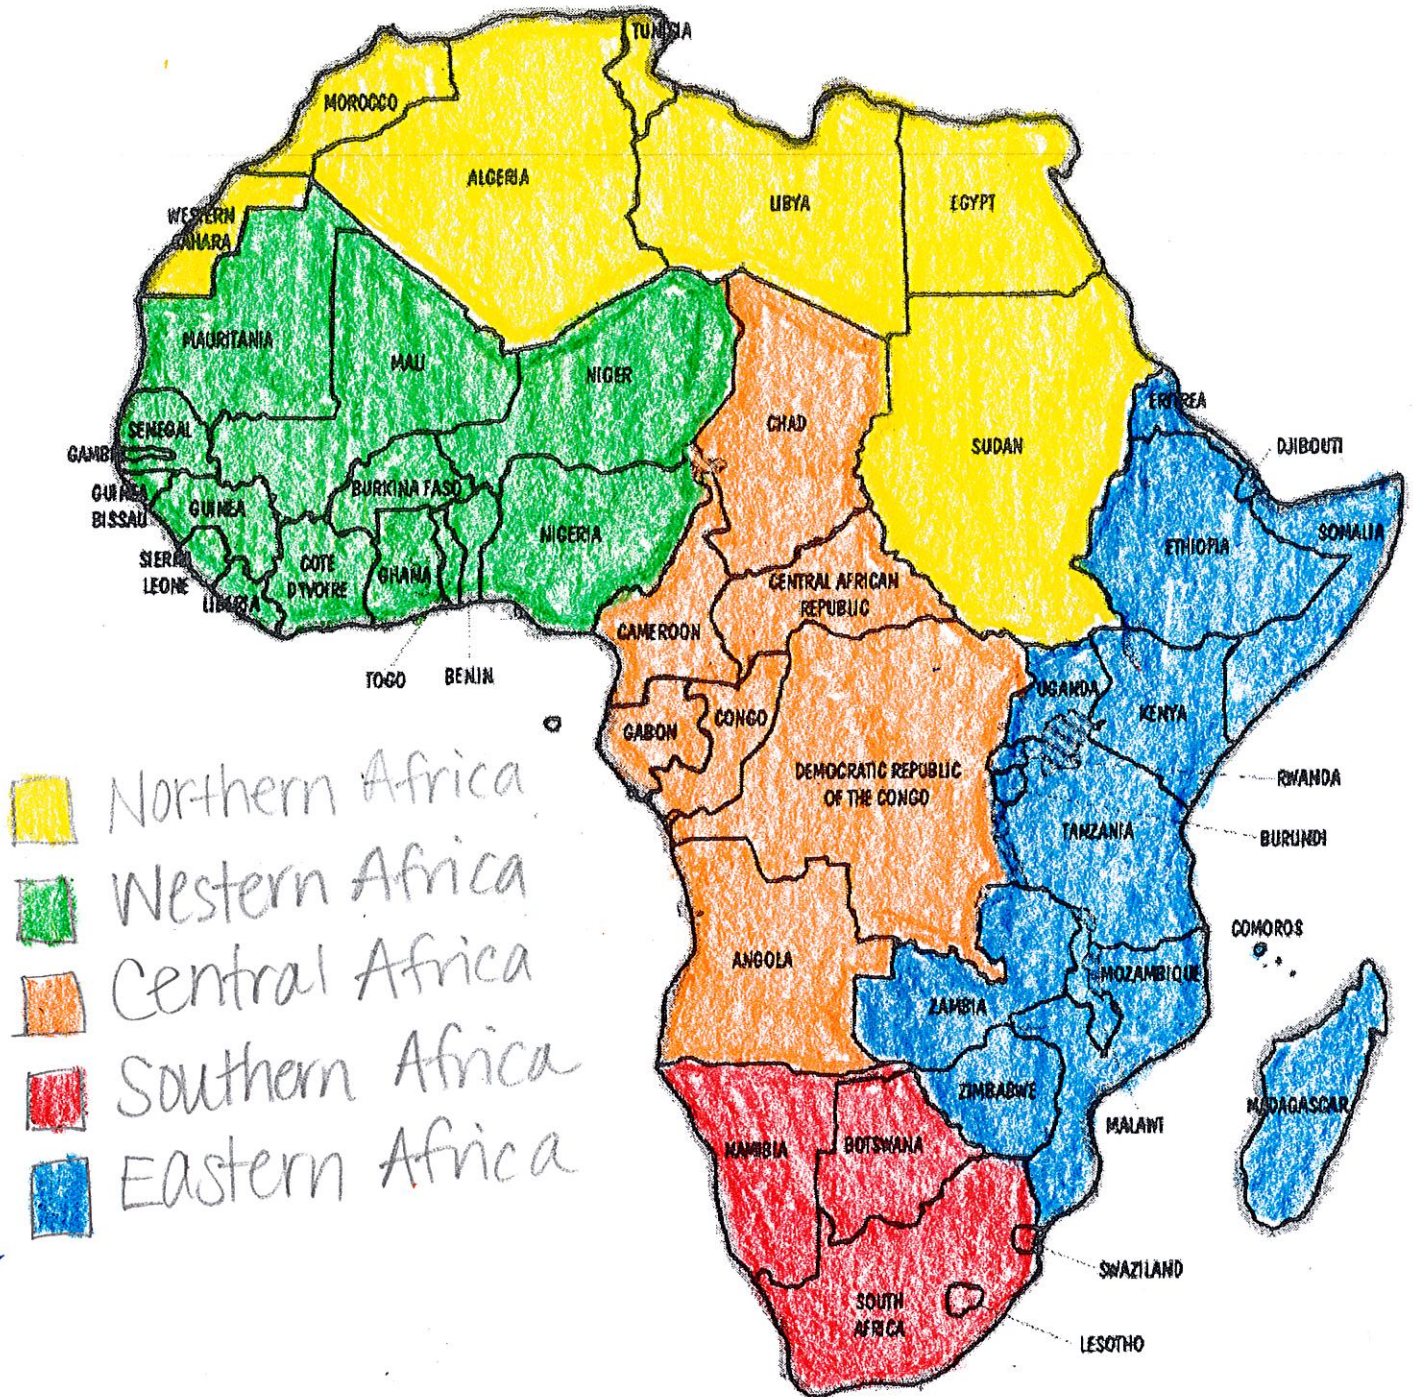 TUNISIA
MOROCCO
ALGERIA
LIBYA
EGYPT
WESTERN
SAHARA
MAURITANIA
MALI
NIGER
CHAD
SUDAN
ERITREA
DJIBOUTI
SENEGAL
GAMBIA
GUINEA
BISSAU
GUINEA
BURKINA FASO
NIGERIA
ETHIOPIA
SOMALIA
SIERRA
LEONE
LIBERIA
COTE
D'IVOIRE
GHANA
CENTRAL AFRICAN
REPUBLIC
CAMEROON
TOGO
BENIN
UGANDA
KENYA
GABON
CONGO
DEMOCRATIC REPUBLIC
OF THE CONGO
RWANDA
TANZANIA
BURUNDI
COMOROS
ANGOLA
ZAMBIA
MOZAMBIQUE
ZIMBABWE
MALAWI
MADAGASCAR
NAMIBIA
BOTSWANA
SWAZILAND
SOUTH
AFRICA
LESOTHO
Northern Africa
Western Africa
Central Africa
Southern Africa
Eastern Africa